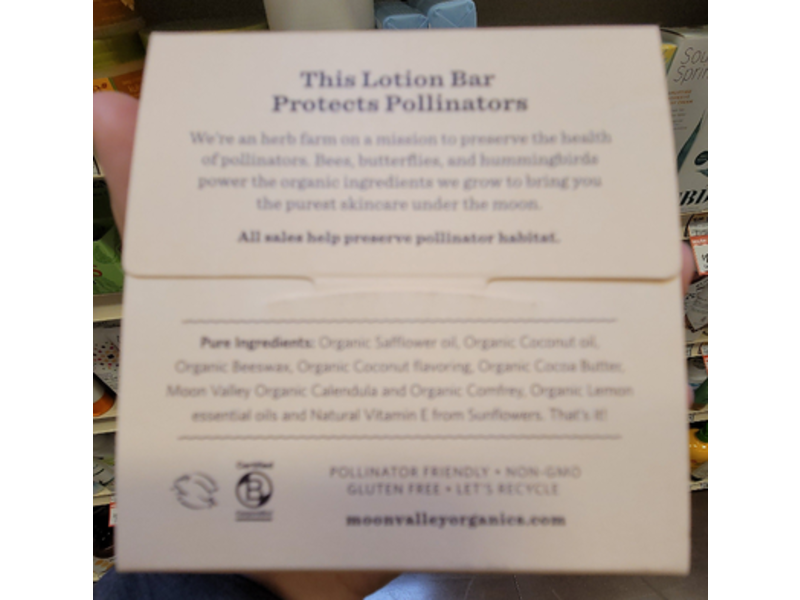 This Lotion Bar
Protects Pollinators
We're an herb farm on a mission to preserve the health
of pollinators. Bees, butterflies, and hummingbirds
power the organic ingredients we grow to bring you
the purest skincare under the moon.
All sales help preserve pollinator habitat.
Pure Ingredients: Organic Safflower oil, Organic Coconut oil,
Organic Beeswax, Organic Coconut flavoring, Organic Cocoa Butter,
Moon Valley Organic Calendula and Organic Comfrey, Organic Lemon
essential oils and Natural Vitamin E from Sunflowers. That's it!
Certified
B
POLLINATOR FRIENDLY • NON-GMO
GLUTEN FREE • LET'S RECYCLE
moonvalleyorganics.com